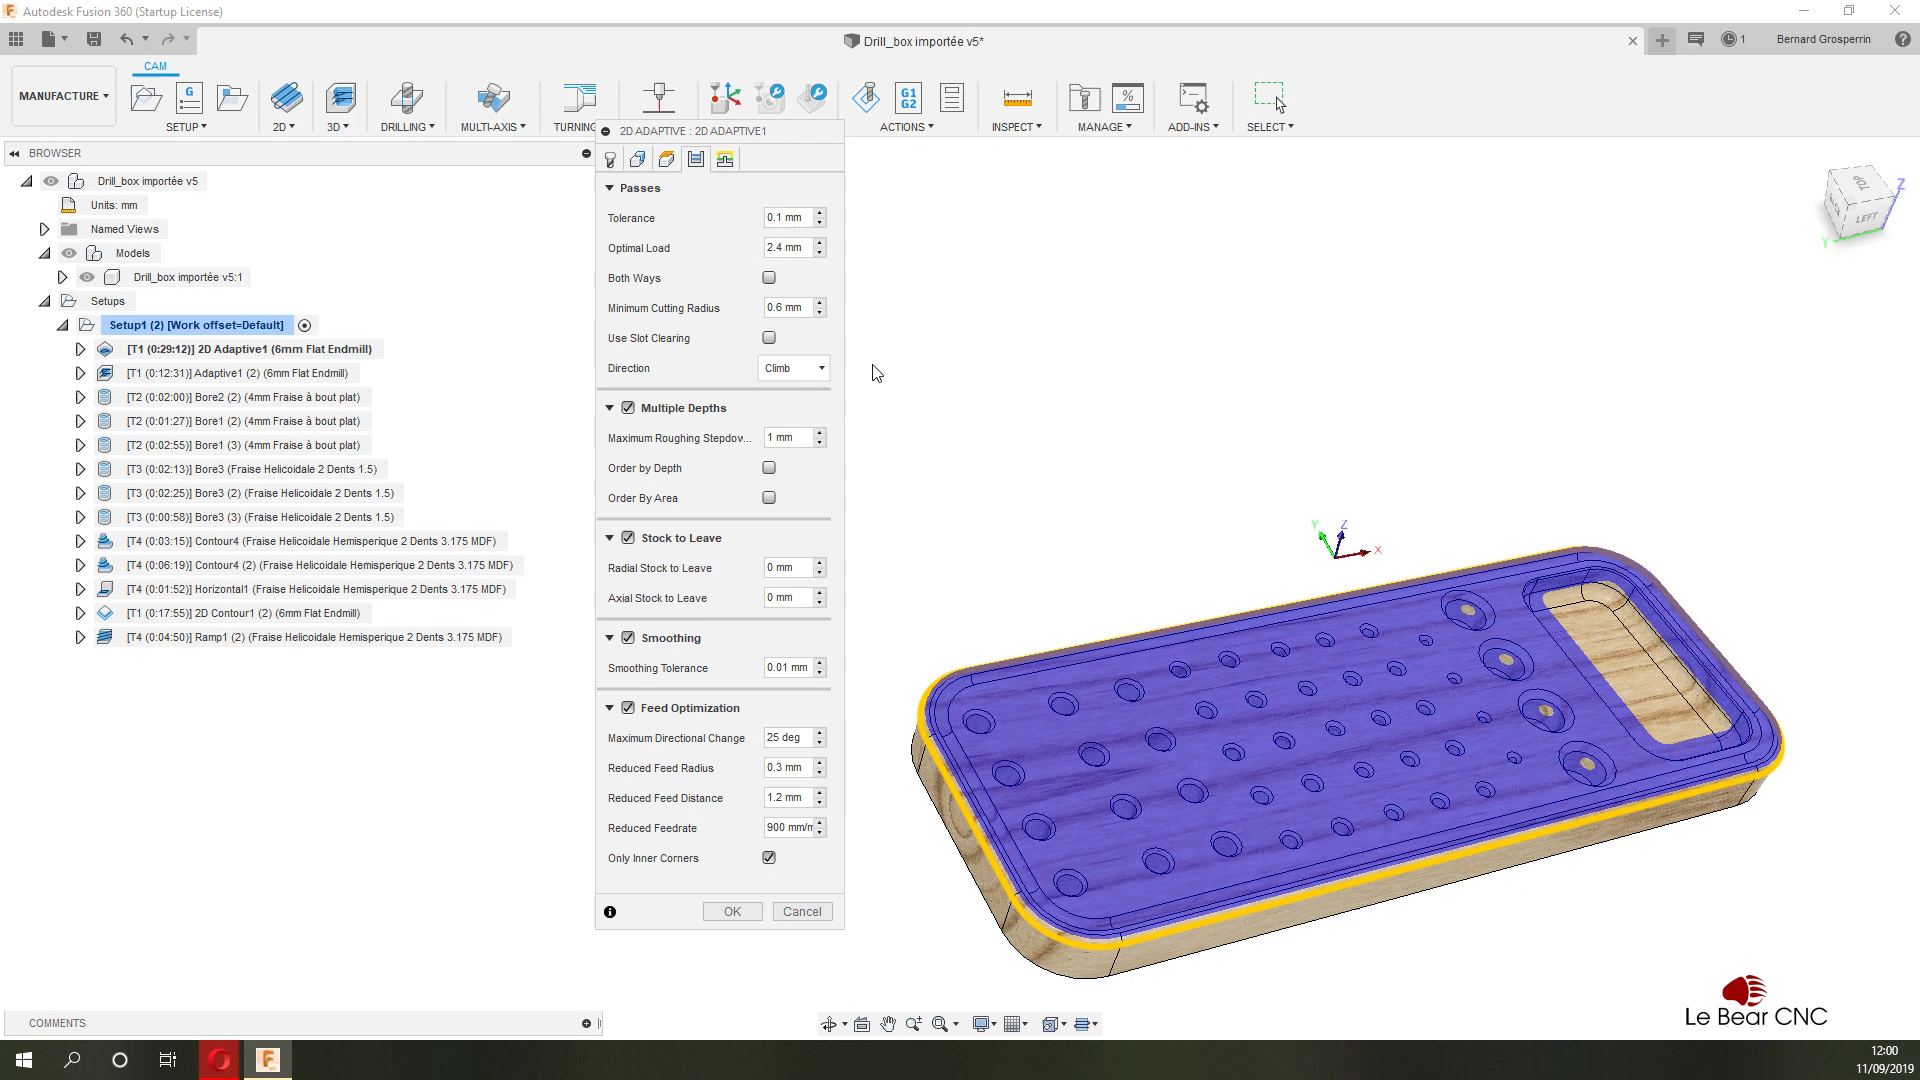 Autodesk Fusion 360 (Startup License)
Drill_box importée v5*
1
Bernard Grosperrin
MANUFACTURE
CAM
G
G1
G2
%
SETUP
2D
3D
DRILLING
MULTI-AXIS
TURNING
ACTIONS
INSPECT
MANAGE
ADD-INS
SELECT
BROWSER
Drill_box importée v5
Units: mm
Named Views
Models
Drill_box importée v5:1
Setups
Setup1 (2) [Work offset=Default]
[T1 (0:29:12)] 2D Adaptive1 (6mm Flat Endmill)
[T1 (0:12:31)] Adaptive1 (2) (6mm Flat Endmill)
[T2 (0:02:00)] Bore2 (2) (4mm Fraise à bout plat)
[T2 (0:01:27)] Bore1 (2) (4mm Fraise à bout plat)
[T2 (0:02:55)] Bore1 (3) (4mm Fraise à bout plat)
[T3 (0:02:13)] Bore3 (Fraise Helicoidale 2 Dents 1.5)
[T3 (0:02:25)] Bore3 (2) (Fraise Helicoidale 2 Dents 1.5)
[T3 (0:00:58)] Bore3 (3) (Fraise Helicoidale 2 Dents 1.5)
[T4 (0:03:15)] Contour4 (Fraise Helicoidale Hemisperique 2 Dents 3.175 MDF)
[T4 (0:06:19)] Contour4 (2) (Fraise Helicoidale Hemisperique 2 Dents 3.175 MDF)
[T4 (0:01:52)] Horizontal1 (Fraise Helicoidale Hemisperique 2 Dents 3.175 MDF)
[T1 (0:17:55)] 2D Contour1 (2) (6mm Flat Endmill)
[T4 (0:04:50)] Ramp1 (2) (Fraise Helicoidale Hemisperique 2 Dents 3.175 MDF)
2D ADAPTIVE : 2D ADAPTIVE1
Passes
Tolerance 0.1 mm
Optimal Load 2.4 mm
Both Ways
Minimum Cutting Radius 0.6 mm
Use Slot Clearing
Direction Climb
Multiple Depths
Maximum Roughing Stepdov... 1 mm
Order by Depth
Order By Area
Stock to Leave
Radial Stock to Leave 0 mm
Axial Stock to Leave 0 mm
Smoothing
Smoothing Tolerance 0.01 mm
Feed Optimization
Maximum Directional Change 25 deg
Reduced Feed Radius 0.3 mm
Reduced Feed Distance 1.2 mm
Reduced Feedrate 900 mm/m
Only Inner Corners
OK Cancel
TOP
LEFT
Z
Y
Y Z
X
Le Bear CNC
COMMENTS
12:00
11/09/2019